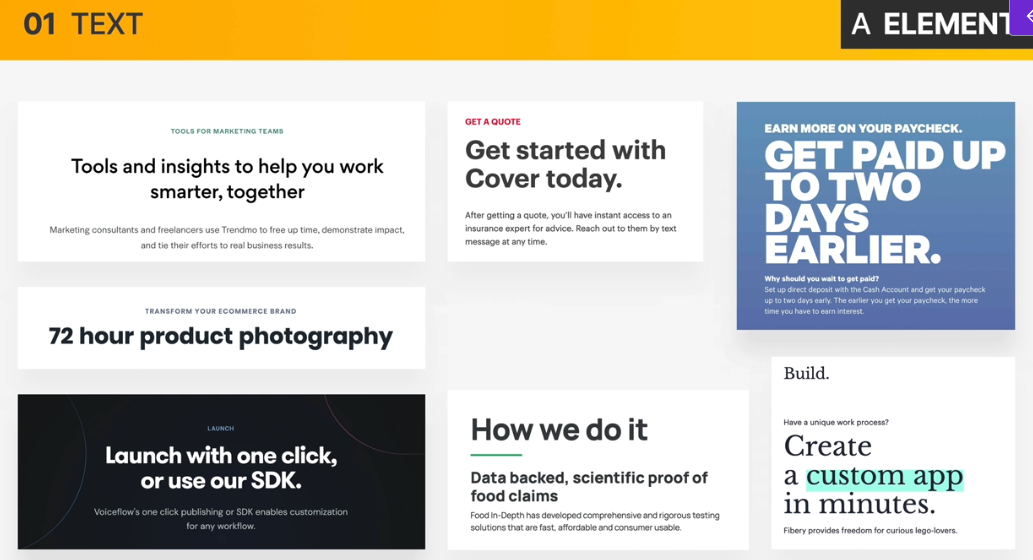 01 TEXT
A ELEMENT
TOOLS FOR MARKETING TEAMS
Tools and insights to help you work
smarter, together
Marketing consultants and freelancers use Trendmo to free up time, demonstrate impact,
and tie their efforts to real business results.
GET A QUOTE
Get started with
Cover today.
After getting a quote, you'll have instant access to an
insurance expert for advice. Reach out to them by text
message at any time.
EARN MORE ON YOUR PAYCHECK.
GET PAID UP
TO TWO
DAYS
EARLIER.
Why should you wait to get paid?
Set up direct deposit with the Cash Account and get your paycheck
up to two days early. The earlier you get your paycheck, the more
time you have to earn interest.
TRANSFORM YOUR ECOMMERCE BRAND
72 hour product photography
LAUNCH
Launch with one click,
or use our SDK.
Voiceflow's one click publishing or SDK enables customization
for any workflow.
How we do it
Data backed, scientific proof of
food claims
Food In-Depth has developed comprehensive and rigorous testing
solutions that are fast, affordable and consumer usable.
Build.
Have a unique work process?
Create
a custom app
in minutes.
Fibery provides freedom for curious lego-lovers.